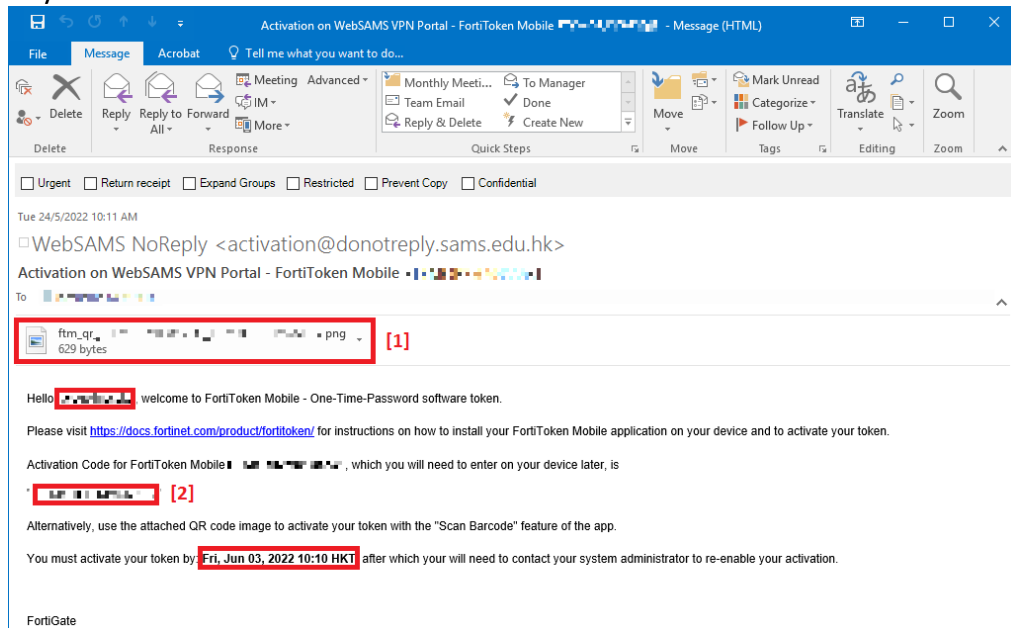 Activation on WebSAMS VPN Portal - FortiToken Mobile - Message (HTML)
File Message Acrobat Tell me what you want to do...
Delete
Reply
Reply to All
Forward
Meeting
IM
More
Advanced
Monthly Meeti...
Team Email
Reply & Delete
To Manager
Done
Create New
Move
Mark Unread
Categorize
Follow Up
Translate
Zoom
Delete Response Quick Steps Move Tags Editing Zoom
Urgent Return receipt Expand Groups Restricted Prevent Copy Confidential
Tue 24/5/2022 10:11 AM
WebSAMS NoReply <activation@donotreply.sams.edu.hk>
Activation on WebSAMS VPN Portal - FortiToken Mobile
To
ftm_qr_ .png
629 bytes
[1]
Hello , welcome to FortiToken Mobile - One-Time-Password software token.
Please visit https://docs.fortinet.com/product/fortitoken/ for instructions on how to install your FortiToken Mobile application on your device and to activate your token.
Activation Code for FortiToken Mobile , which you will need to enter on your device later, is
[2]
Alternatively, use the attached QR code image to activate your token with the "Scan Barcode" feature of the app.
You must activate your token by: Fri, Jun 03, 2022 10:10 HKT, after which your will need to contact your system administrator to re-enable your activation.
FortiGate